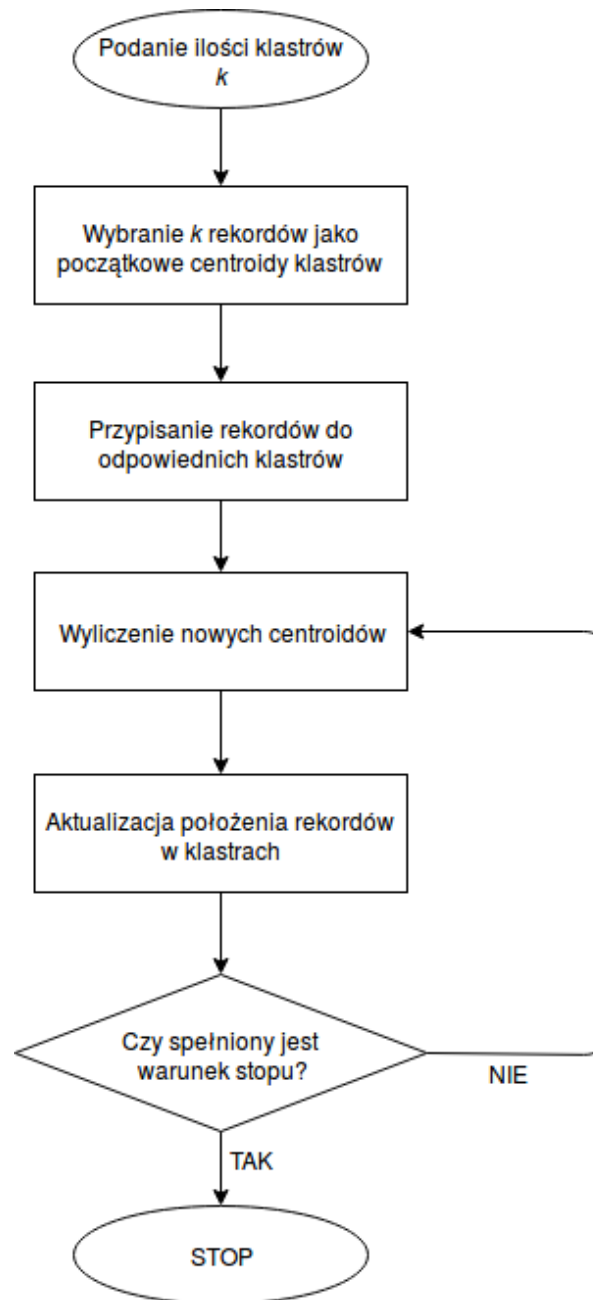 Podanie ilości klastrów
k
Wybranie k rekordów jako
początkowe centroidy klastrów
Przypisanie rekordów do
odpowiednich klastrów
Wyliczenie nowych centroidów
Aktualizacja położenia rekordów
w klastrach
Czy spełniony jest
warunek stopu?
NIE
TAK
STOP